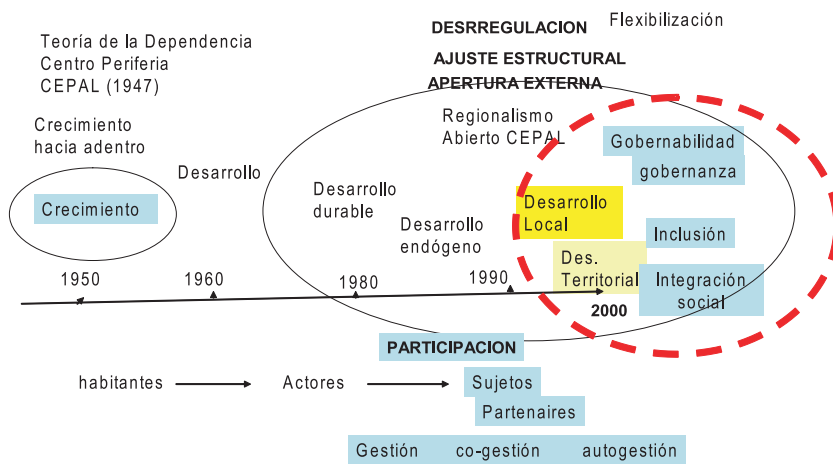 Teoría de la Dependencia
Centro Periferia
CEPAL (1947)
Crecimiento
hacia adentro
Crecimiento
Desarrollo
DESRREGULACION
Flexibilización
AJUSTE ESTRUCTURAL
APERTURA EXTERNA
Regionalismo
Abierto CEPAL
Gobernabilidad
gobernanza
Desarrollo
durable
Desarrollo
endógeno
Desarrollo
Local
Inclusión
Des.
Territorial
Integración
social
1950
1960
1980
1990
2000
PARTICIPACION
habitantes
Actores
Sujetos
Partenaires
Gestión co-gestión autogestión